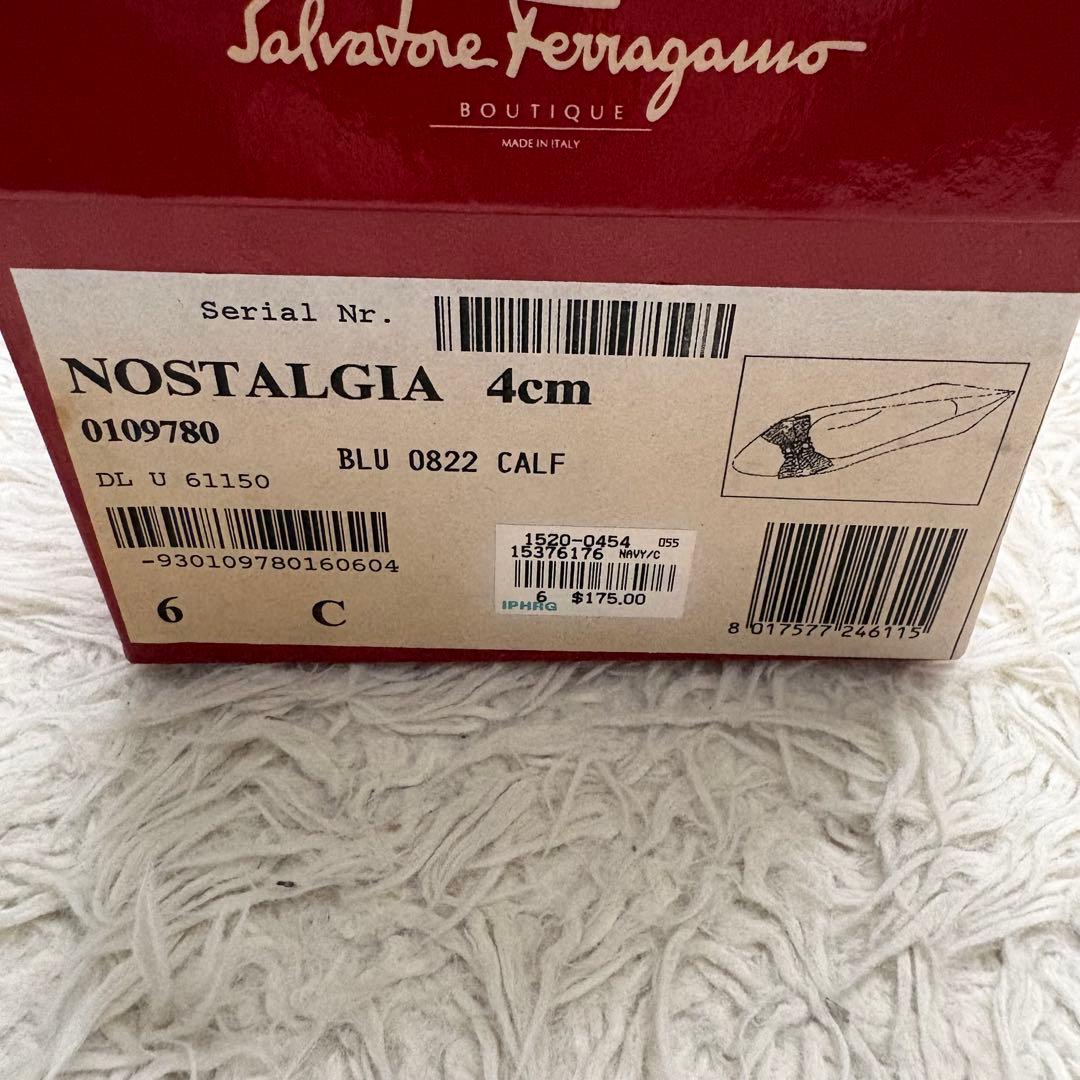 Salvatore Ferragamo
BOUTIQUE
MADE IN ITALY
Serial Nr.
NOSTALGIA 4cm
0109780
BLU 0822 CALF
DL U 61150
-930109780160604
6 C
1520-0454 055
15376176 NAVY/C
6 $175.00
IPHRG
8 017577 246115